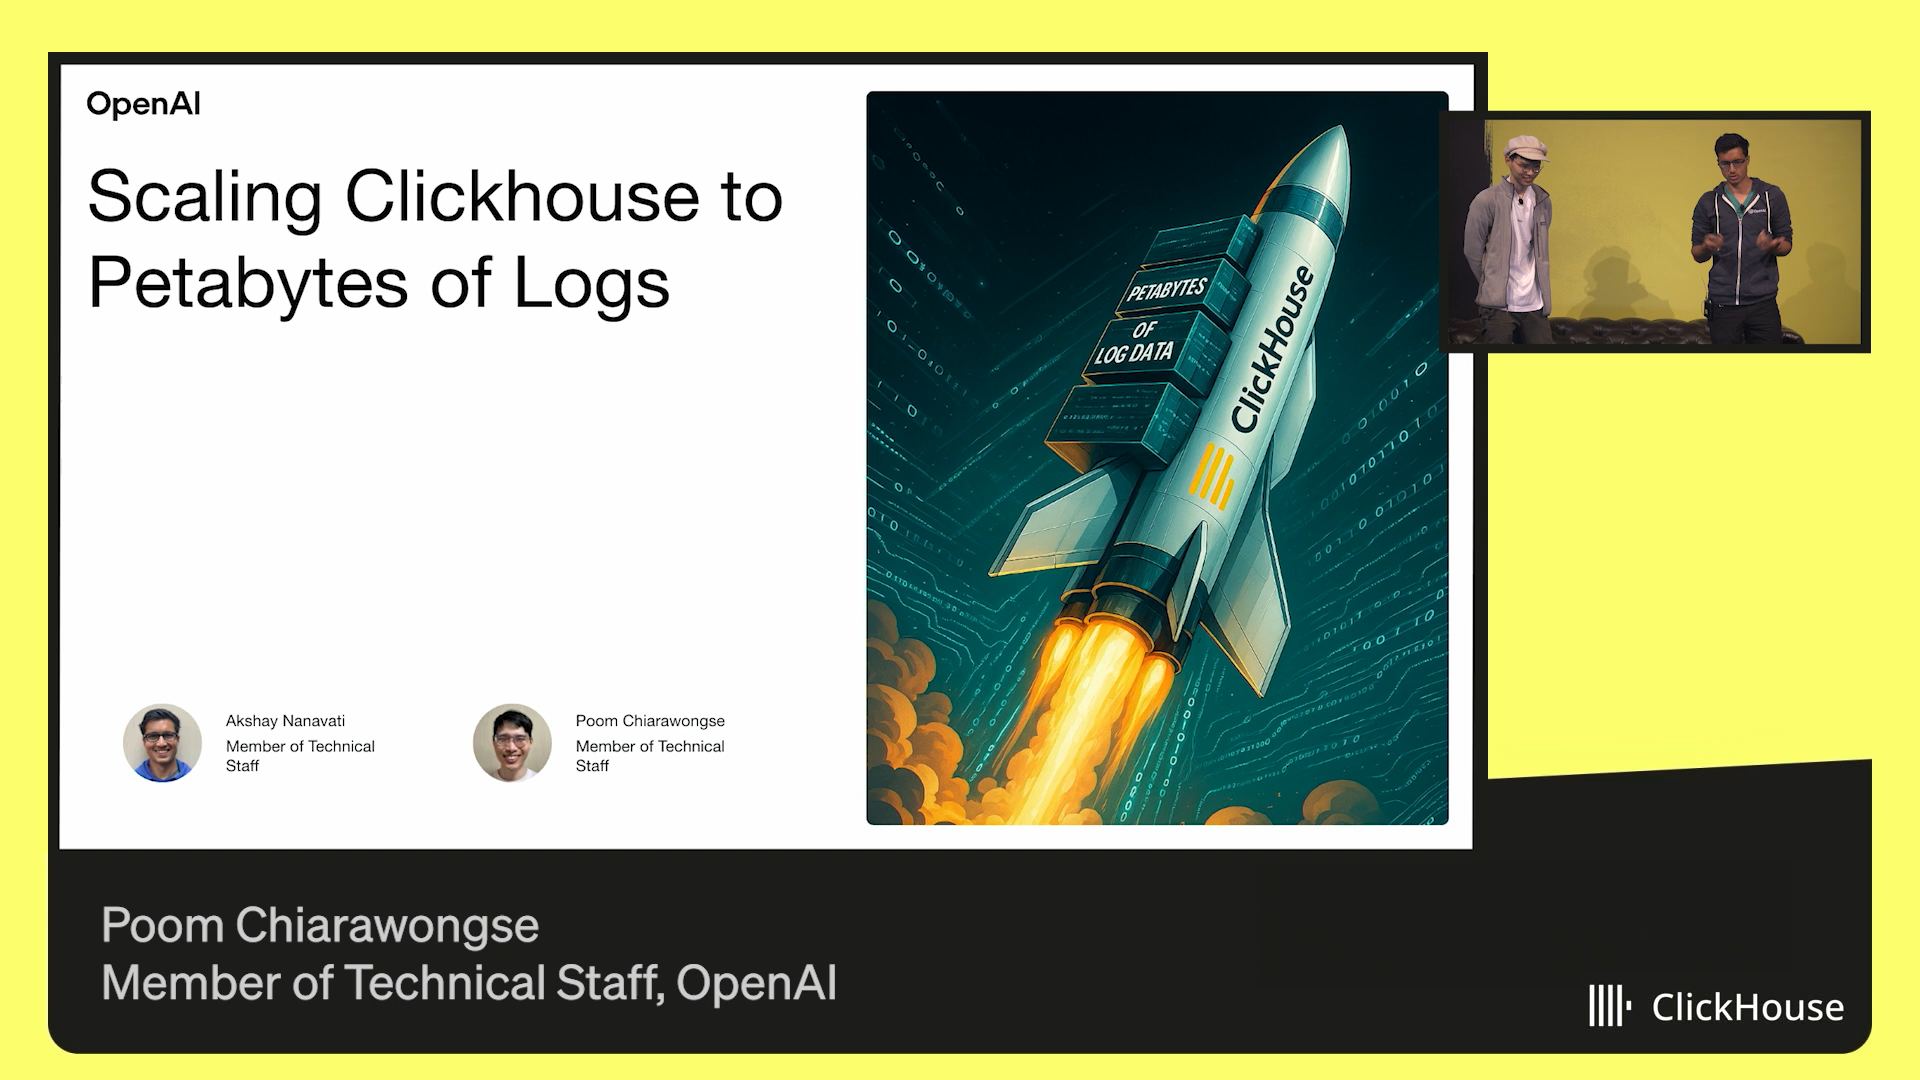 OpenAI
Scaling Clickhouse to
Petabytes of Logs
PETABYTES
OF
LOG DATA
ClickHouse
Akshay Nanavati
Member of Technical
Staff
Poom Chiarawongse
Member of Technical
Staff
Poom Chiarawongse
Member of Technical Staff, OpenAI
ClickHouse